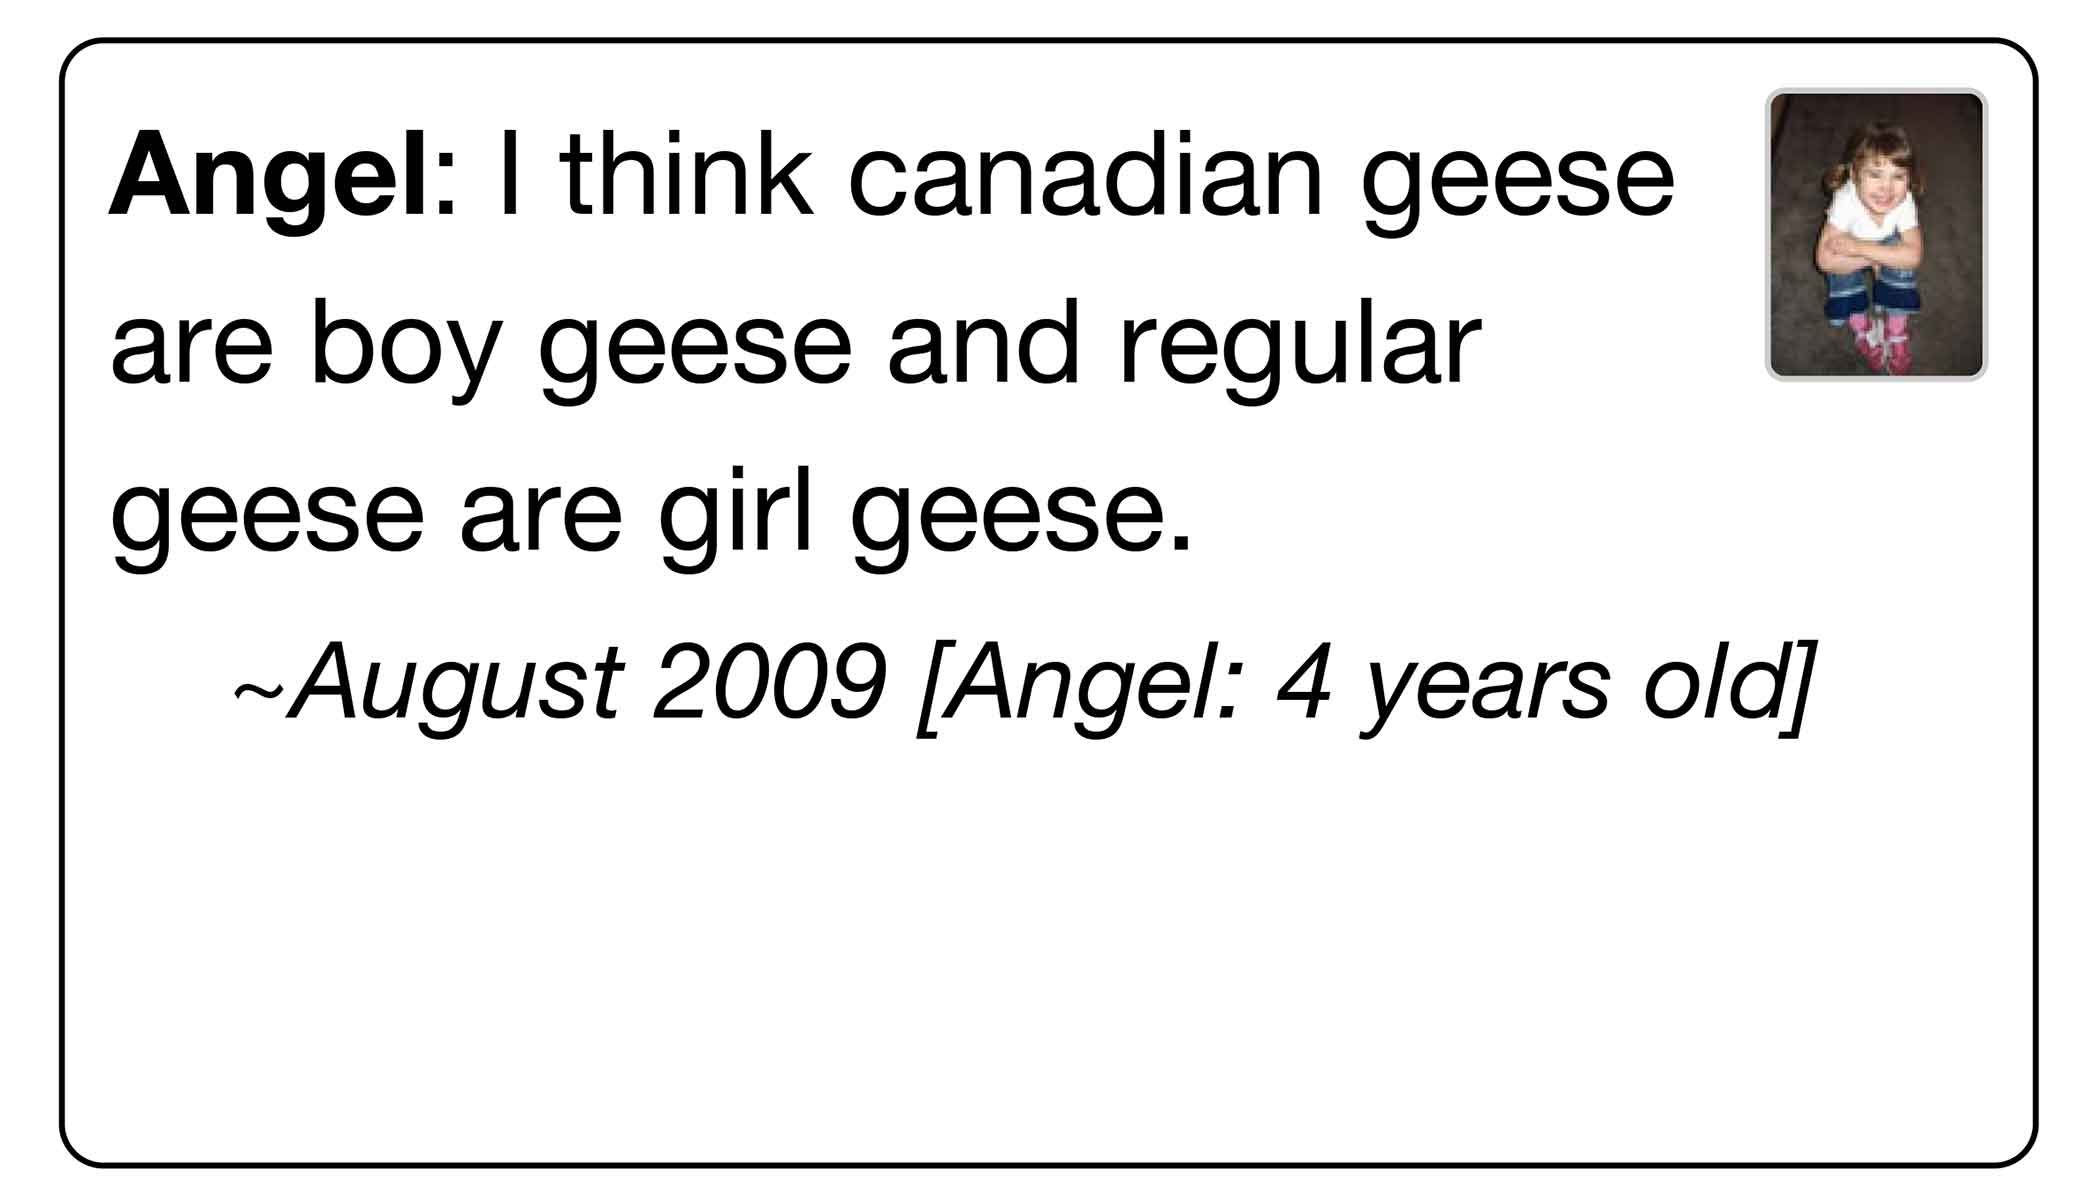 Angel: I think canadian geese
are boy geese and regular
geese are girl geese.
~August 2009 [Angel: 4 years old]